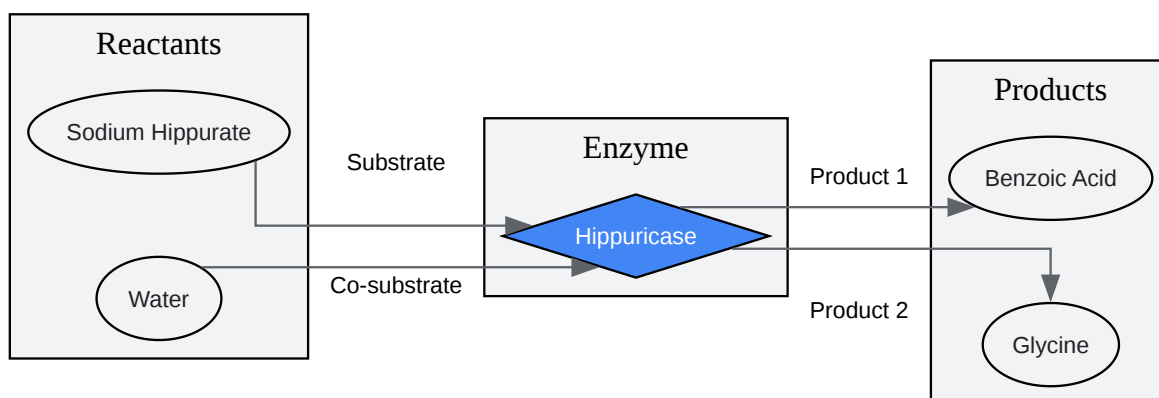 Reactants
Sodium Hippurate
Water
Substrate
Co-substrate
Enzyme
Hippuricase
Product 1
Product 2
Products
Benzoic Acid
Glycine